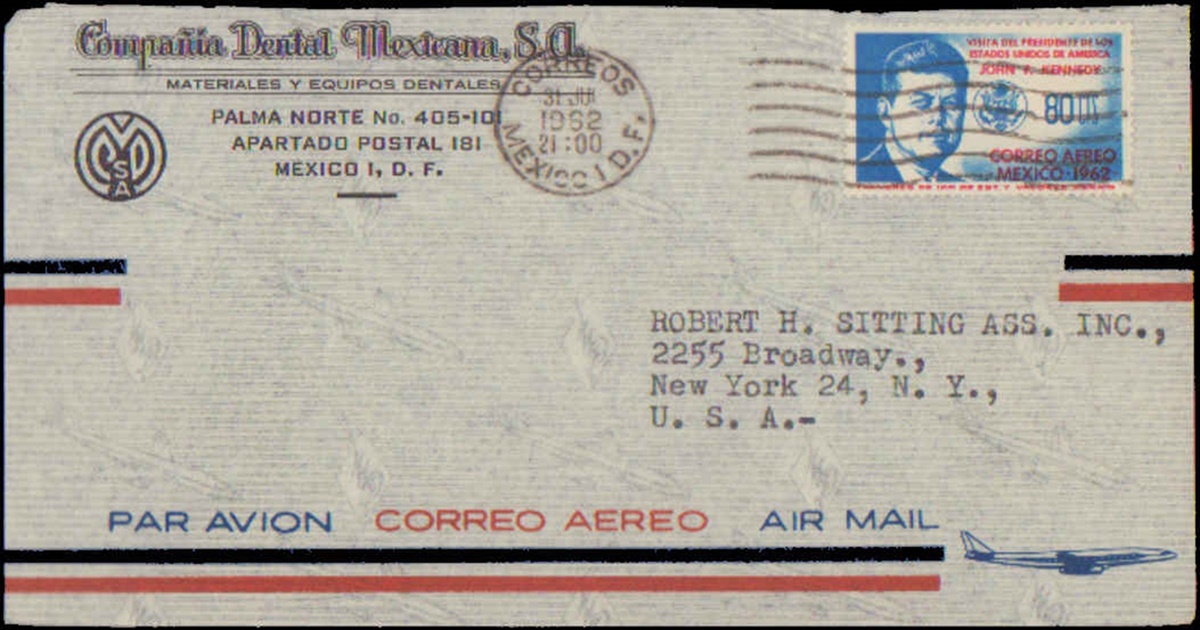 Compañia Dental Mexicana, S.A.
MATERIALES Y EQUIPOS DENTALES
PALMA NORTE No. 405-101
APARTADO POSTAL 181
MEXICO 1, D. F.
CORREOS
31 JUL
1962
21:00
MEXICO 1 D.F.
VISITA DEL PRESIDENTE DE LOS
ESTADOS UNIDOS DE AMERICA
JOHN F. KENNEDY
80
CORREO AEREO
MEXICO-1962
ROBERT H. SITTING ASS. INC.,
2255 Broadway.,
New York 24, N. Y.,
U. S. A.-
PAR AVION CORREO AEREO AIR MAIL